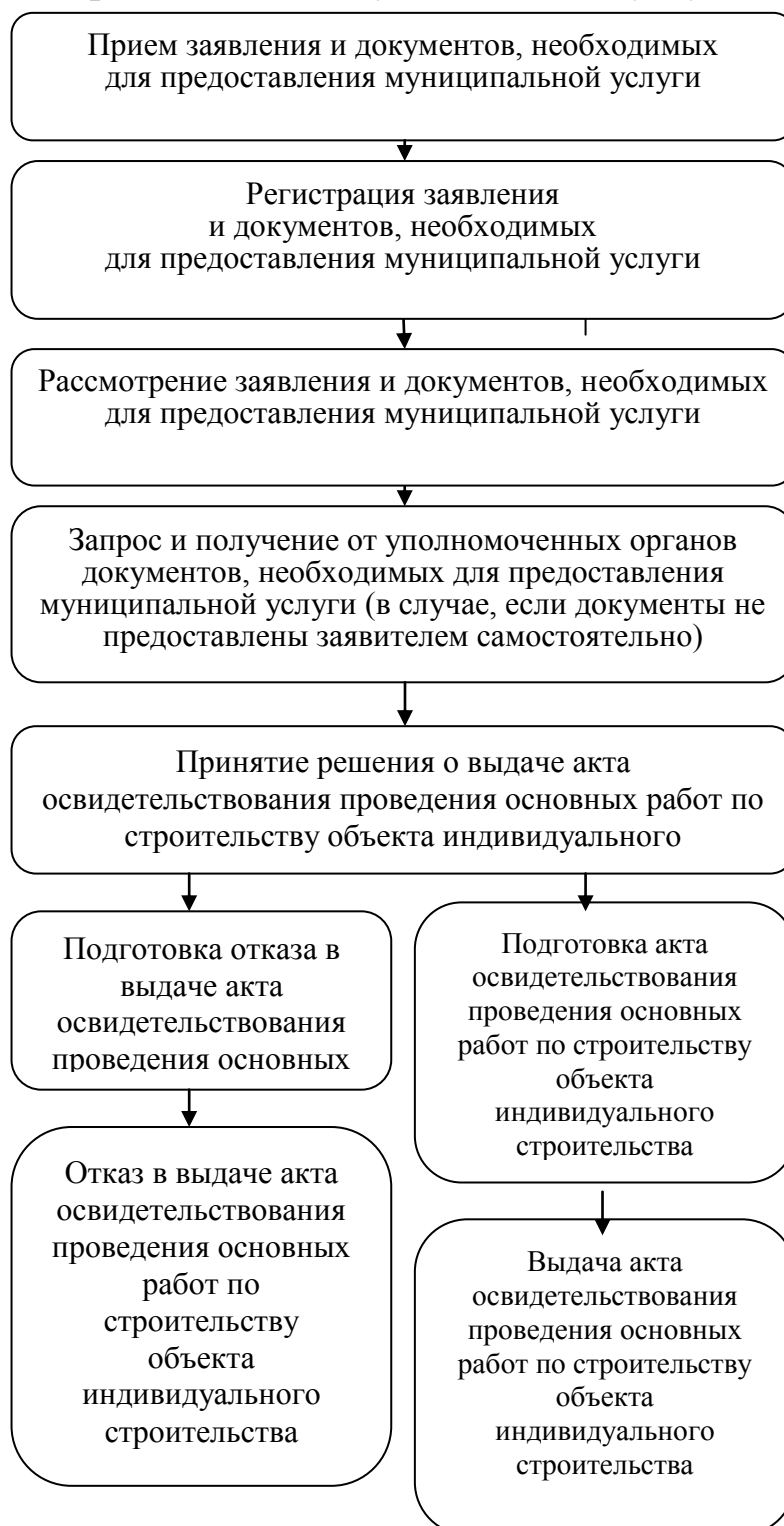 Прием заявления и документов, необходимых
для предоставления муниципальной услуги
Регистрация заявления
и документов, необходимых
для предоставления муниципальной услуги
Рассмотрение заявления и документов, необходимых
для предоставления муниципальной услуги
Запрос и получение от уполномоченных органов
документов, необходимых для предоставления
муниципальной услуги (в случае, если документы не
предоставлены заявителем самостоятельно)
Принятие решения о выдаче акта
освидетельствования проведения основных работ по
строительству объекта индивидуального
Подготовка отказа в
выдаче акта
освидетельствования
проведения основных
Отказ в выдаче акта
освидетельствования
проведения основных
работ по
строительству
объекта
индивидуального
строительства
Подготовка акта
освидетельствования
проведения основных
работ по строительству
объекта
индивидуального
строительства
Выдача акта
освидетельствования
проведения основных
работ по строительству
объекта
индивидуального
строительства